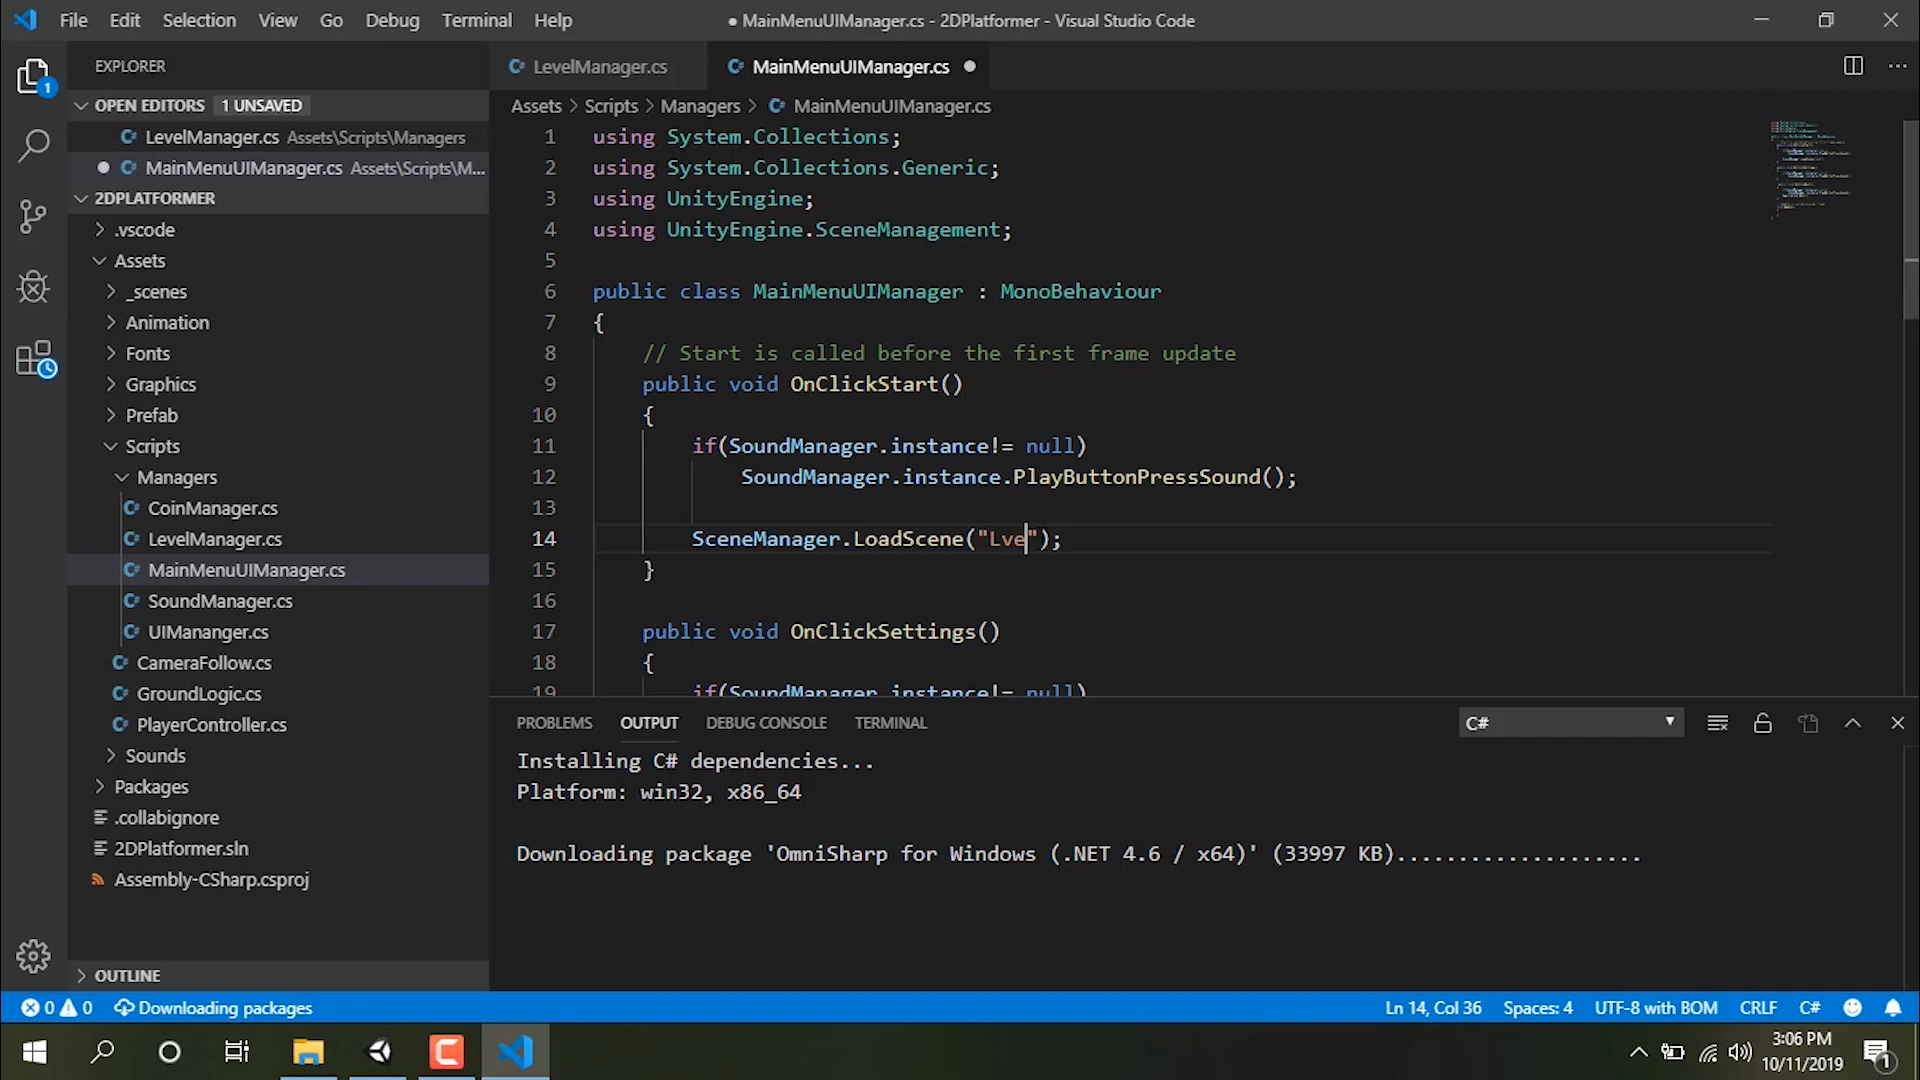 File Edit Selection View Go Debug Terminal Help
● MainMenuUIManager.cs - 2DPlatformer - Visual Studio Code
EXPLORER
OPEN EDITORS 1 UNSAVED
LevelManager.cs Assets\Scripts\Managers
MainMenuUIManager.cs Assets\Scripts\M...
2DPLATFORMER
.vscode
Assets
_scenes
Animation
Fonts
Graphics
Prefab
Scripts
Managers
CoinManager.cs
LevelManager.cs
MainMenuUIManager.cs
SoundManager.cs
UIMananger.cs
CameraFollow.cs
GroundLogic.cs
PlayerController.cs
Sounds
Packages
.collabignore
2DPlatformer.sln
Assembly-CSharp.csproj
OUTLINE
LevelManager.cs MainMenuUIManager.cs
Assets > Scripts > Managers > MainMenuUIManager.cs
1 using System.Collections;
2 using System.Collections.Generic;
3 using UnityEngine;
4 using UnityEngine.SceneManagement;
5
6 public class MainMenuUIManager : MonoBehaviour
7 {
8 // Start is called before the first frame update
9 public void OnClickStart()
10 {
11 if(SoundManager.instance!= null)
12 SoundManager.instance.PlayButtonPressSound();
13
14 SceneManager.LoadScene("Lve");
15 }
16
17 public void OnClickSettings()
18 {
19 if(SoundManager.instance!= null)
PROBLEMS OUTPUT DEBUG CONSOLE TERMINAL C#
Installing C# dependencies...
Platform: win32, x86_64
Downloading package 'OmniSharp for Windows (.NET 4.6 / x64)' (33997 KB)....................
0 0 Downloading packages Ln 14, Col 36 Spaces: 4 UTF-8 with BOM CRLF C#
3:06 PM
10/11/2019
1